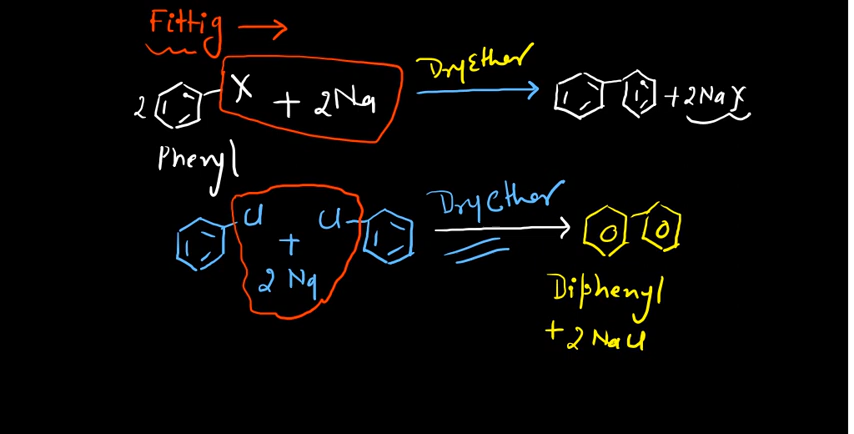 Fittig →
2 X + 2Na Dry Ether → + 2NaX
Phenyl
Cl + Cl Dry Ether →
2 Na
Diphenyl
+ 2 NaCl